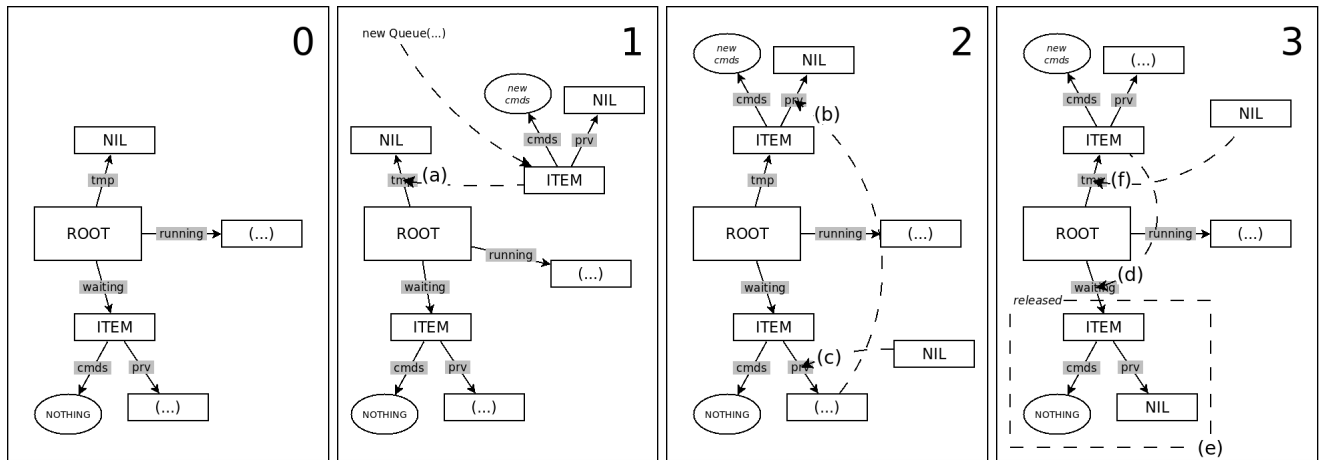 0
NIL
tmp
ROOT
running
(...)
waiting
ITEM
cmds
prv
NOTHING
(...)
1
new Queue(...)
new
cmds
NIL
cmds
prv
ITEM
NIL
tmp
(a)
ROOT
running
(...)
waiting
ITEM
cmds
prv
NOTHING
(...)
2
new
cmds
NIL
cmds
prv
(b)
ITEM
tmp
ROOT
running
(...)
waiting
ITEM
NIL
cmds
prv
(c)
NOTHING
(...)
3
new
cmds
(...)
cmds
prv
NIL
ITEM
tmp
(f)
ROOT
running
(...)
waiting
(d)
released
ITEM
cmds
prv
NOTHING
NIL
(e)